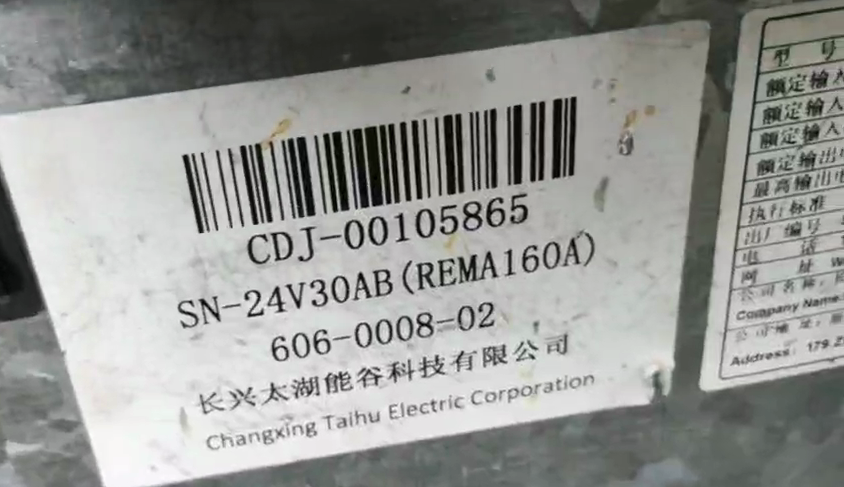 CDJ-00105865
SN-24V30AB(REMA160A)
606-0008-02
长兴太湖能谷科技有限公司
Changxing Taihu Electric Corporation
型 号
额定输入
额定输入
额定输入
额定输出
最高输出电
执行标准
出厂编号
电 话
网 址 W
公司名称:
Company Name:
公司地址:
Address: 179 Z